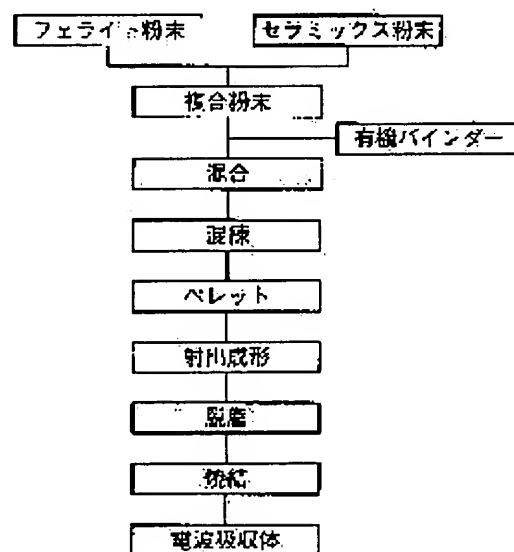 フェライト粉末
セラミックス粉末
複合粉末
有機バインダー
混合
混練
ペレット
射出成形
焼結
電波吸収体